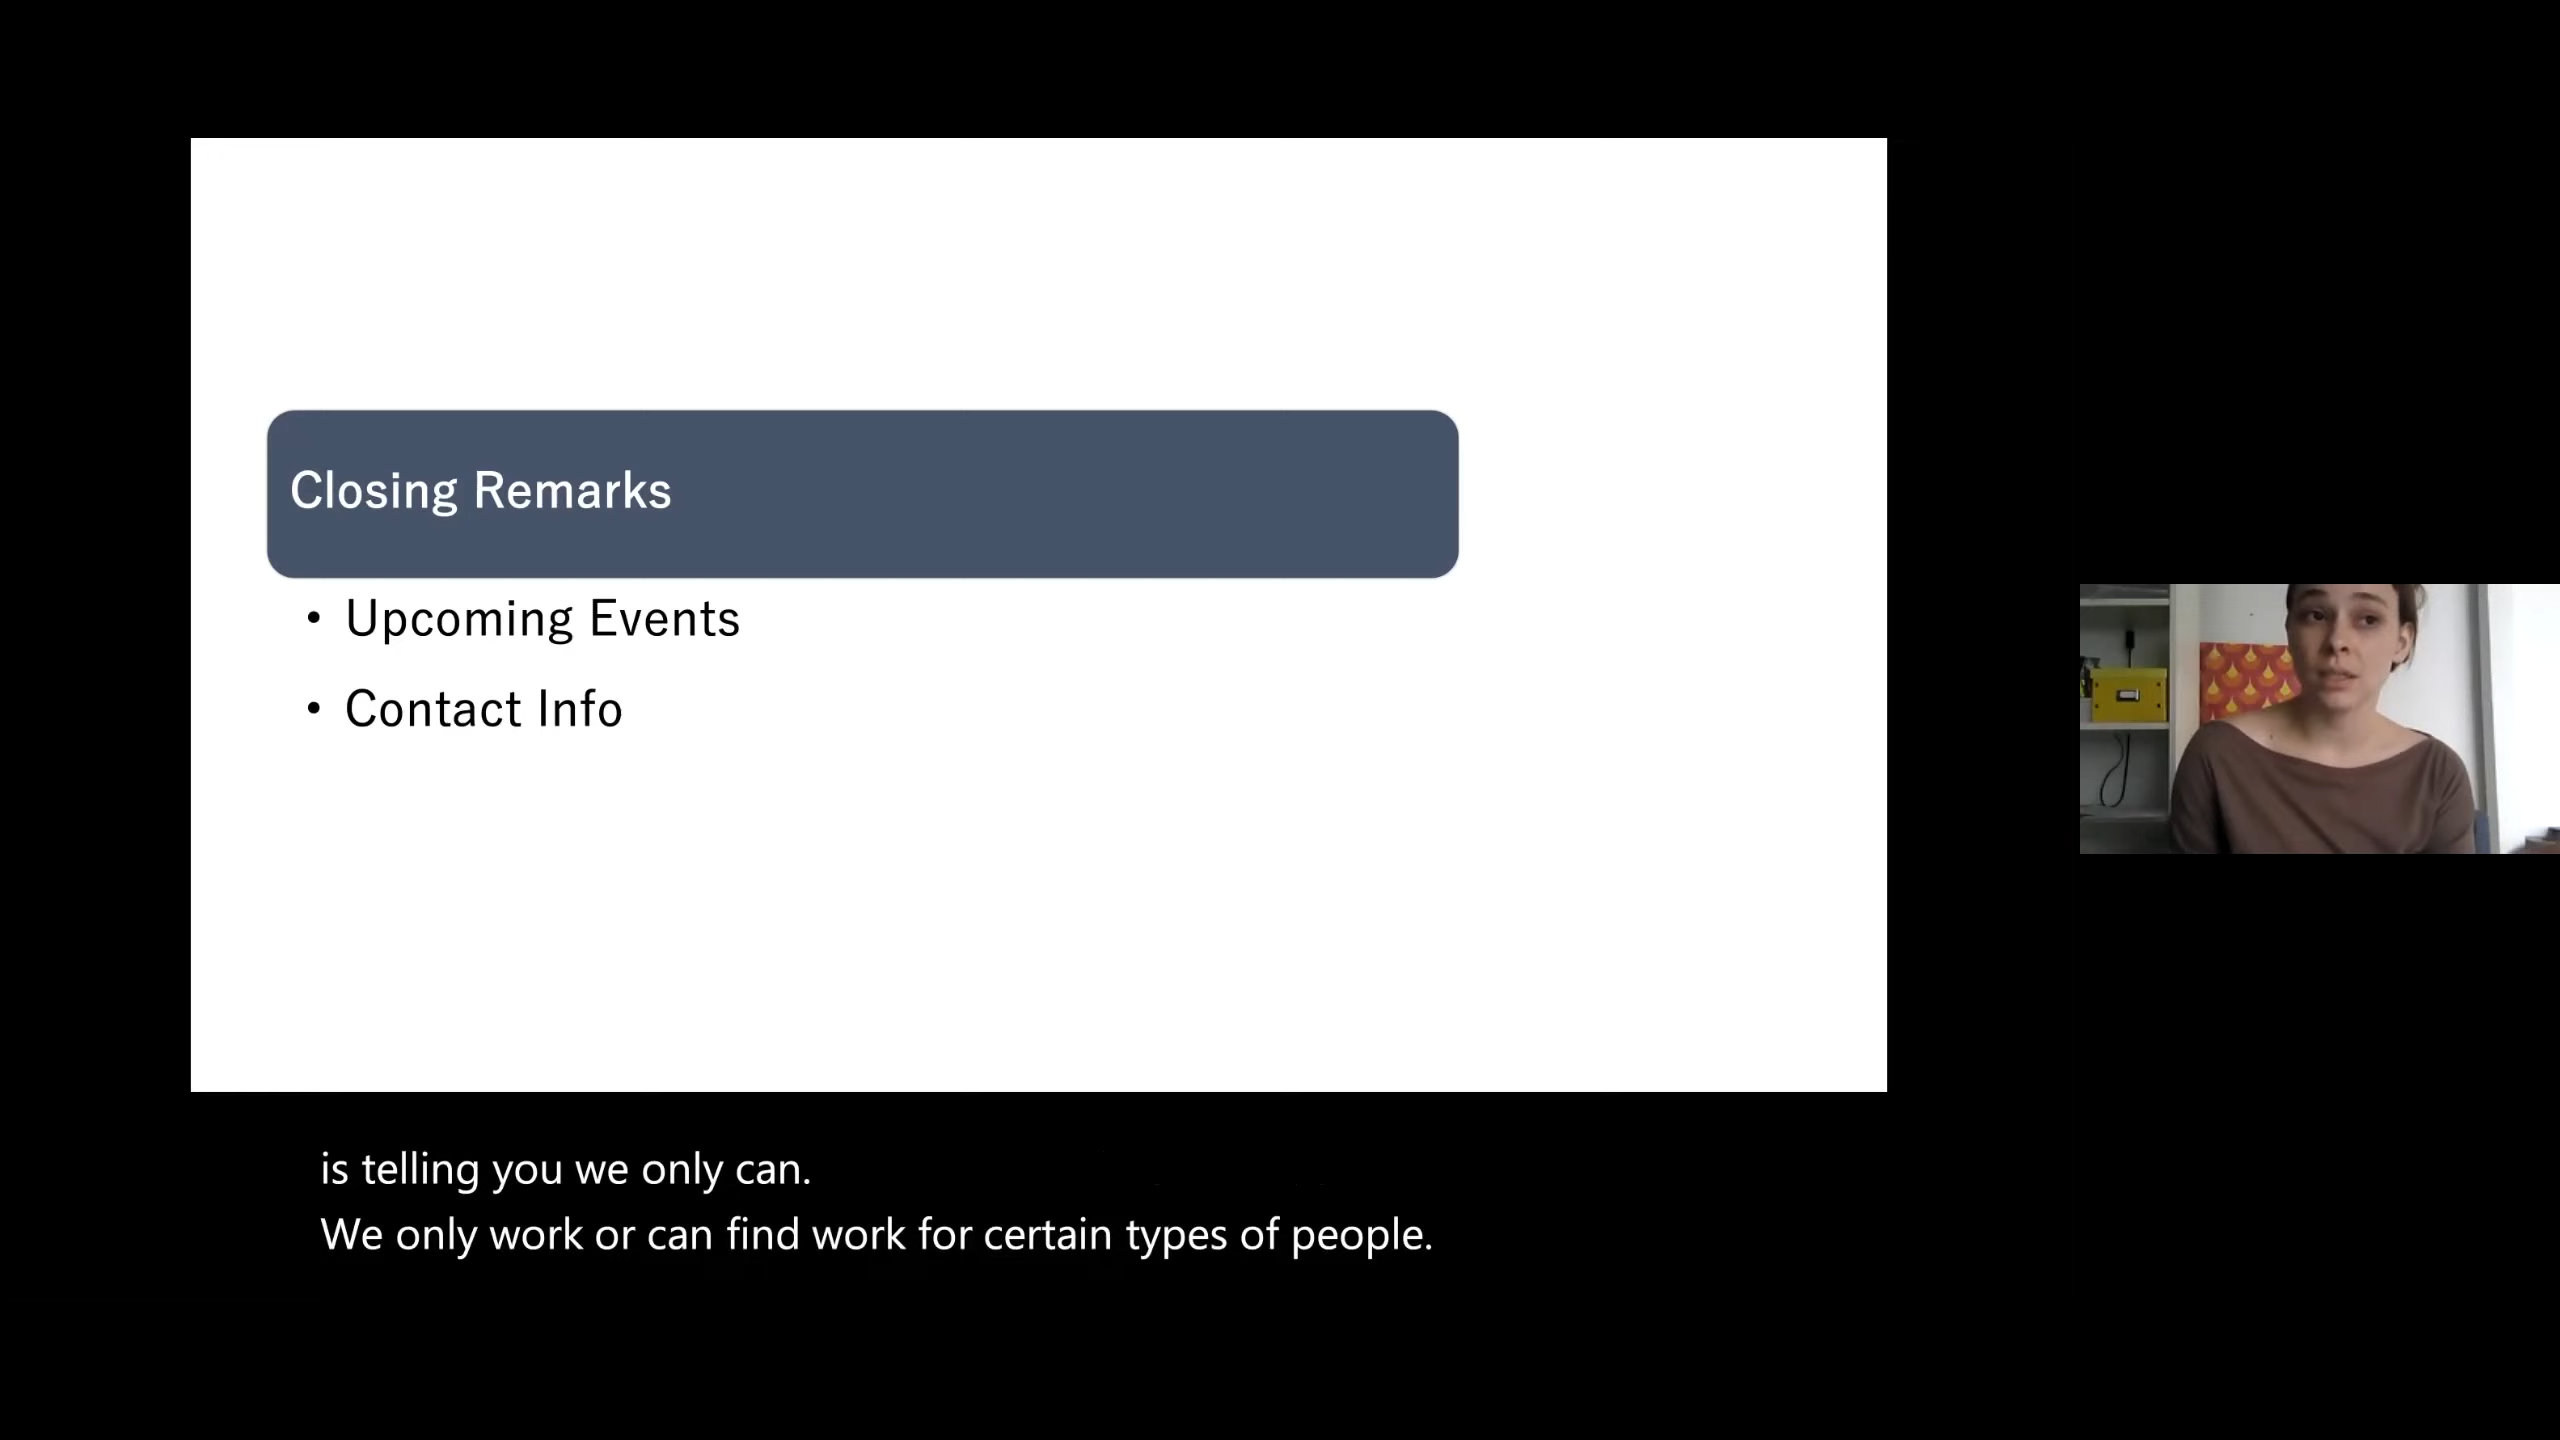 Closing Remarks
• Upcoming Events
• Contact Info
is telling you we only can.
We only work or can find work for certain types of people.